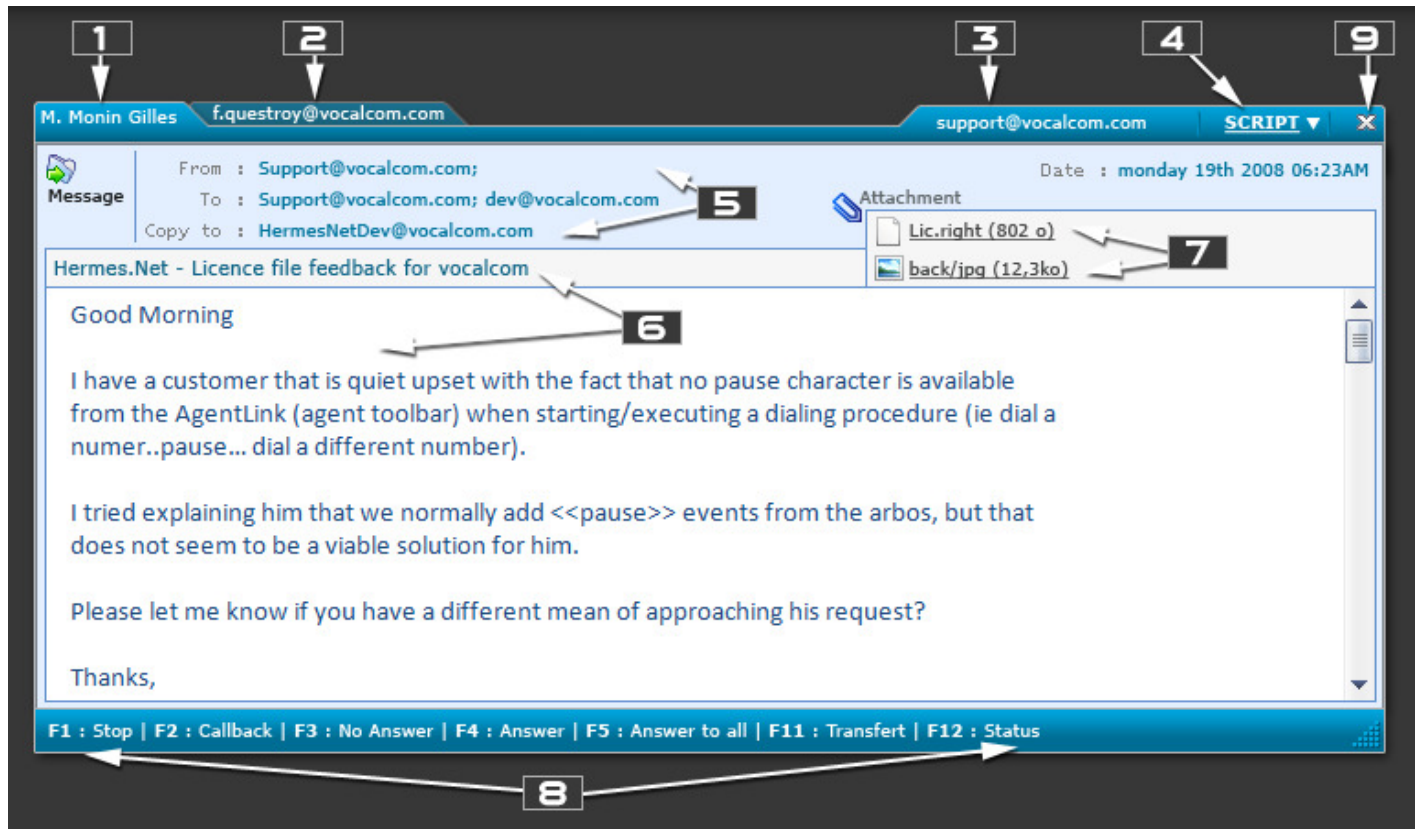 1
2
3
4
9
M. Monin Gilles
f.questroy@vocalcom.com
support@vocalcom.com
SCRIPT ▼
X
Message
From : Support@vocalcom.com;
To : Support@vocalcom.com; dev@vocalcom.com
Copy to : HermesNetDev@vocalcom.com
5
Date : monday 19th 2008 06:23AM
Attachment
Lic.right (802 o)
back/jpg (12,3ko)
7
Hermes.Net - Licence file feedback for vocalcom
6
Good Morning
I have a customer that is quiet upset with the fact that no pause character is available
from the AgentLink (agent toolbar) when starting/executing a dialing procedure (ie dial a
numer..pause... dial a different number).
I tried explaining him that we normally add <<pause>> events from the arbos, but that
does not seem to be a viable solution for him.
Please let me know if you have a different mean of approaching his request?
Thanks,
F1 : Stop | F2 : Callback | F3 : No Answer | F4 : Answer | F5 : Answer to all | F11 : Transfert | F12 : Status
8